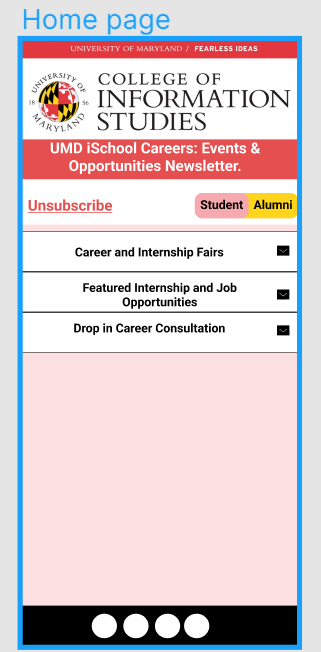 Home page
UNIVERSITY OF MARYLAND / FEARLESS IDEAS
UNIVERSITY OF MARYLAND
18 56
COLLEGE OF
INFORMATION
STUDIES
UMD iSchool Careers: Events &
Opportunities Newsletter.
Unsubscribe
Student Alumni
Career and Internship Fairs
Featured Internship and Job
Opportunities
Drop in Career Consultation